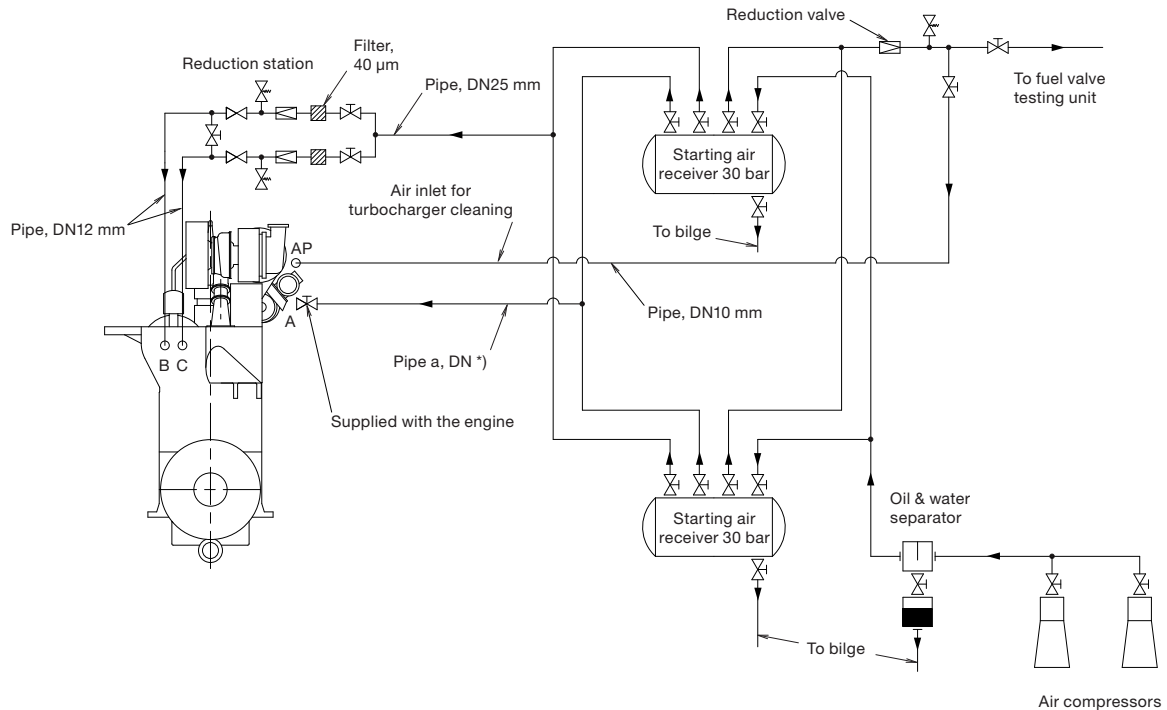 Reduction valve
Filter,
40 µm
Reduction station
Pipe, DN25 mm
To fuel valve
testing unit
Starting air
receiver 30 bar
Air inlet for
turbocharger cleaning
Pipe, DN12 mm
To bilge
AP
Pipe, DN10 mm
A
B C
Pipe a, DN *)
Supplied with the engine
Oil & water
separator
Starting air
receiver 30 bar
To bilge
Air compressors